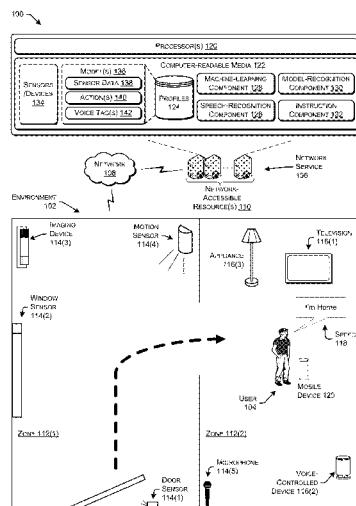 100
PROCESSOR(S) 120
COMPUTER-READABLE MEDIA 122
SENSORS
/DEVICES
134
MODEL(S) 136
SENSOR DATA 138
ACTION(S) 140
VOICE TAG(S) 142
PROFILES
124
MACHINE-LEARNING
COMPONENT 128
MODEL-RECOGNITION
COMPONENT 130
SPEECH-RECOGNITION
COMPONENT 126
INSTRUCTION
COMPONENT 132
NETWORK
108
NETWORK
SERVICE
106
NETWORK-
ACCESSIBLE
RESOURCE(S) 110
ENVIRONMENT
102
IMAGING
DEVICE
114(3)
MOTION
SENSOR
114(4)
APPLIANCE
116(3)
TELEVISION
116(1)
WINDOW
SENSOR
114(2)
I'm Home
SPEECH
118
USER
104
MOBILE
DEVICE
ZONE 112(1)
ZONE 112(2)
DOOR
SENSOR
114(1)
MICROPHONE
114(5)
VOICE-
CONTROLLED
DEVICE 116(2)